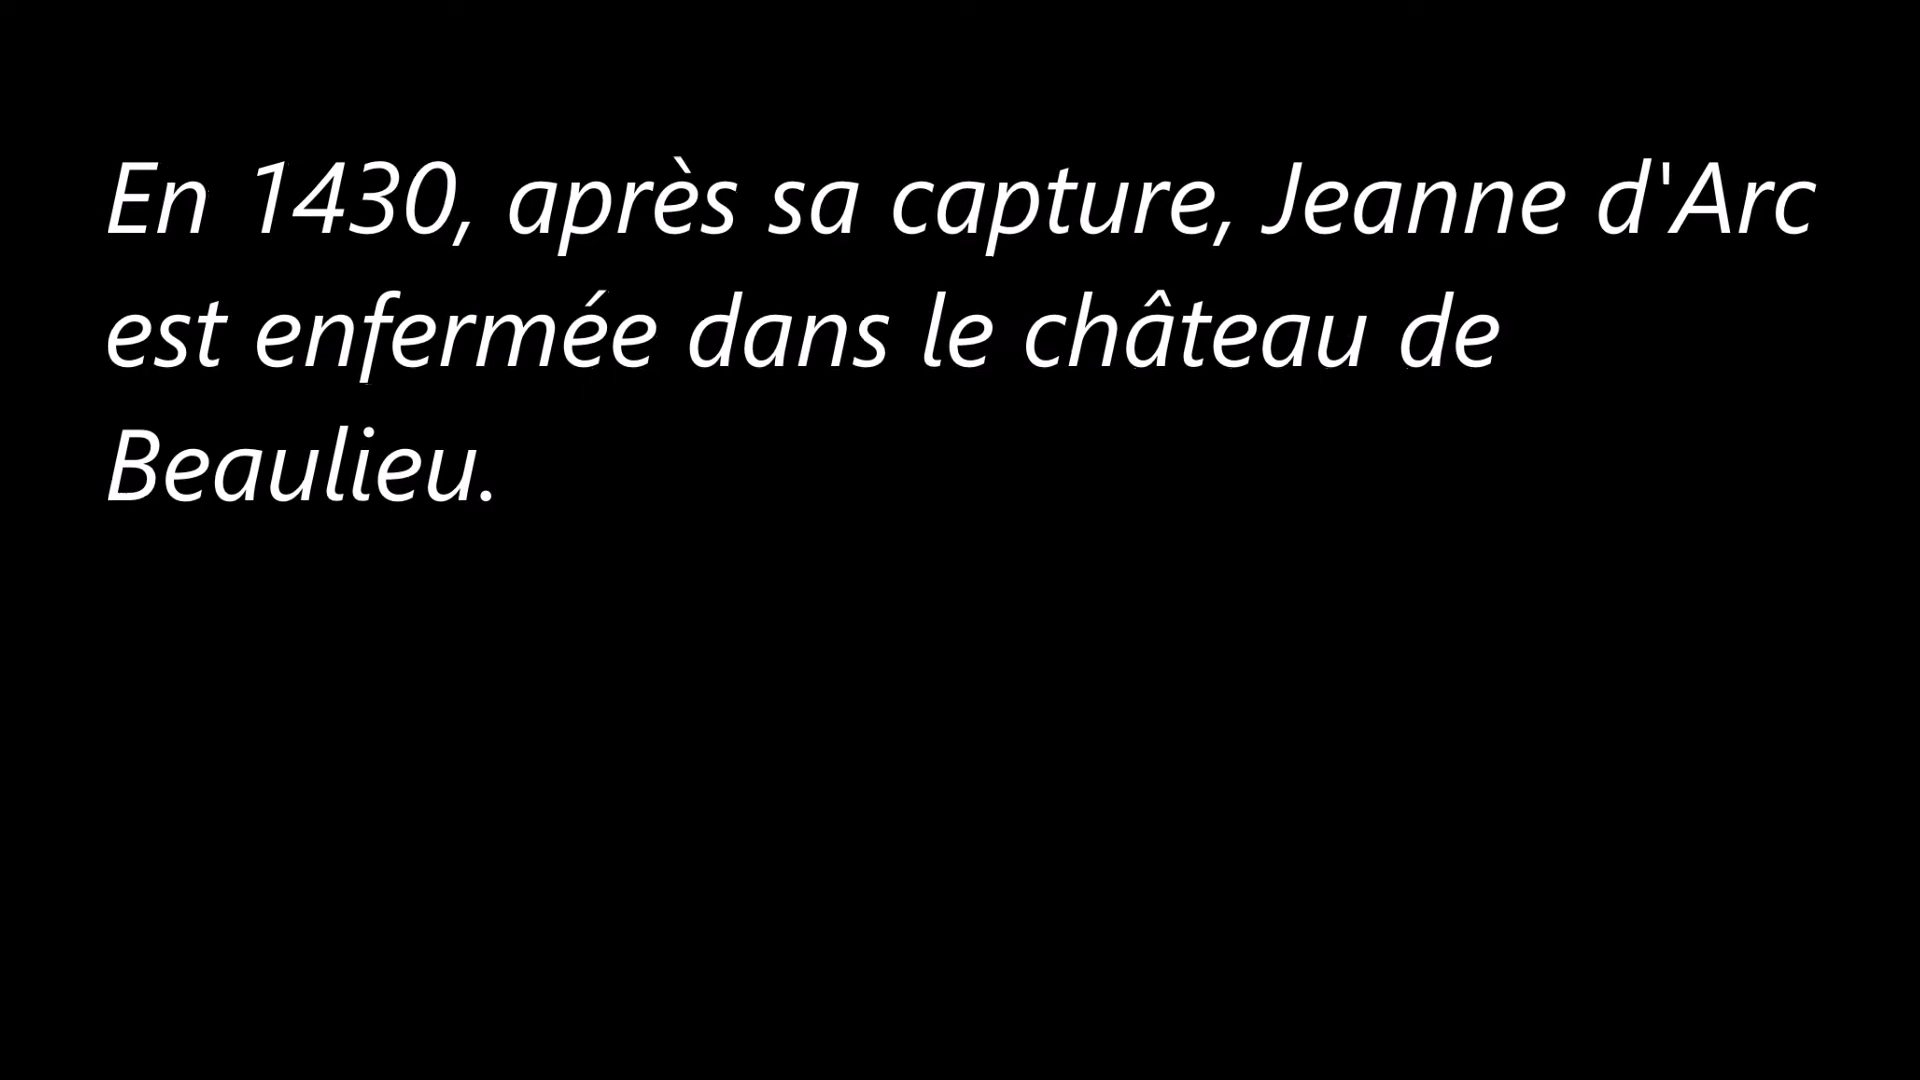 En 1430, après sa capture, Jeanne d'Arc
est enfermée dans le château de
Beaulieu.